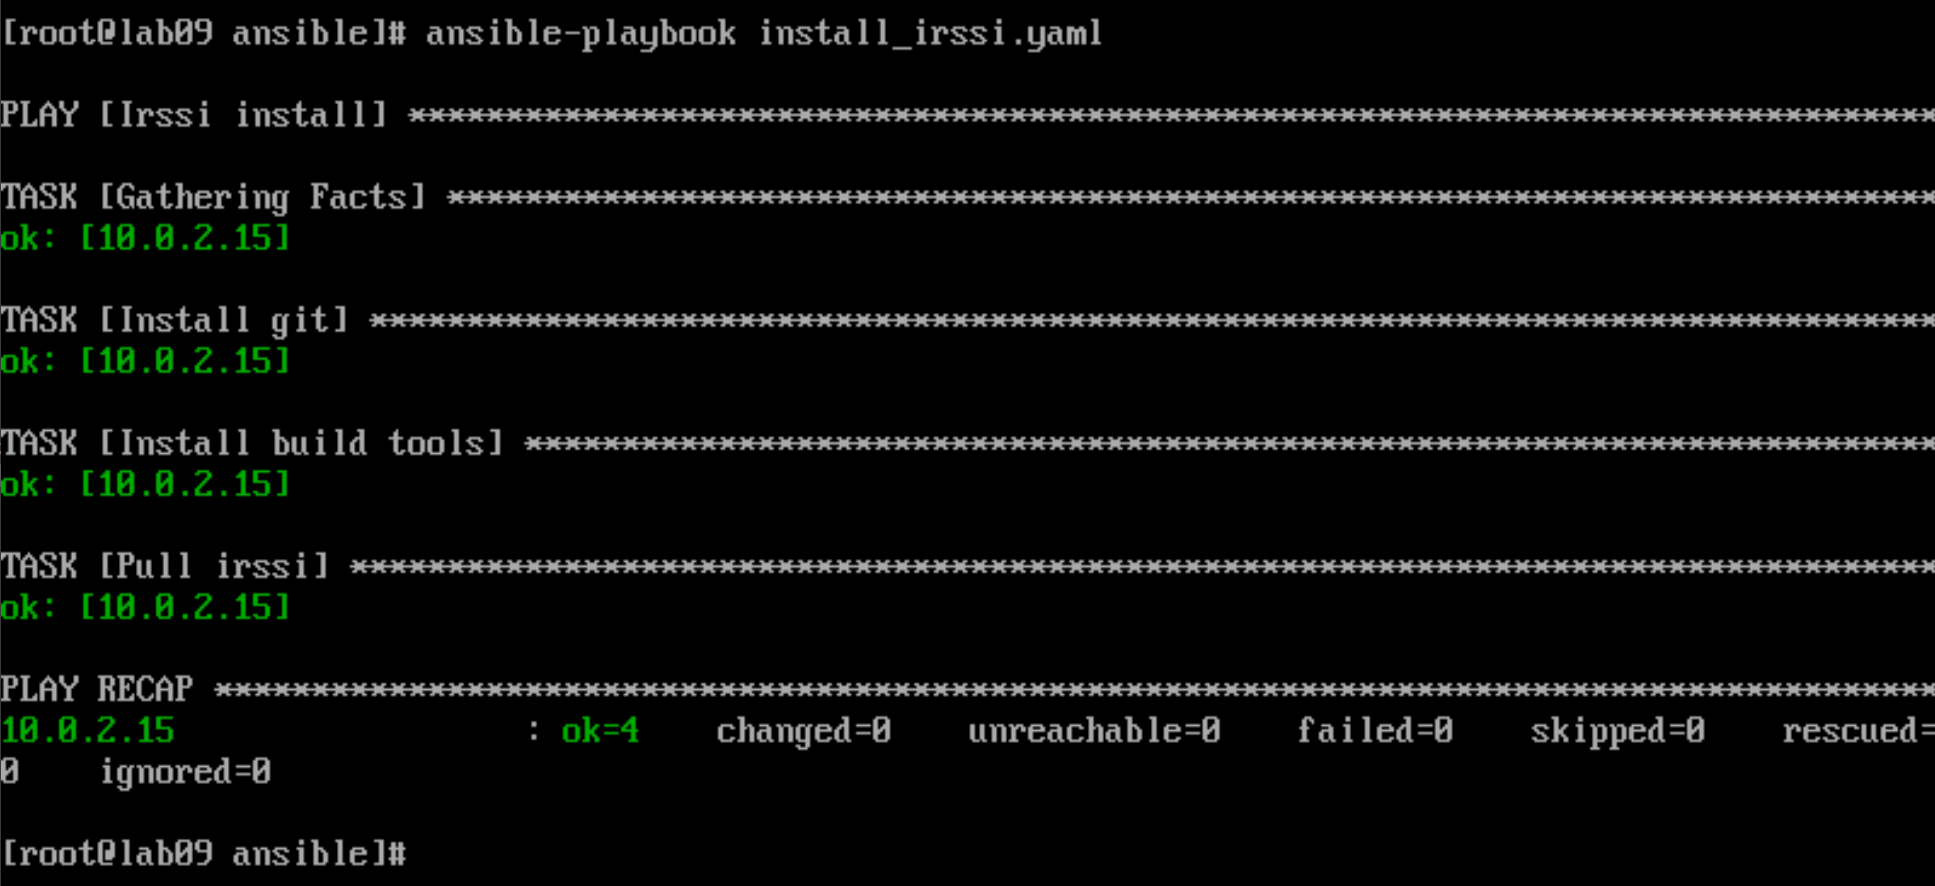 [root@lab09 ansible]# ansible-playbook install_irssi.yaml
PLAY [Irssi install] *******************************************************************************
TASK [Gathering Facts] *****************************************************************************
ok: [10.0.2.15]
TASK [Install git] *********************************************************************************
ok: [10.0.2.15]
TASK [Install build tools] *************************************************************************
ok: [10.0.2.15]
TASK [Pull irssi] **********************************************************************************
ok: [10.0.2.15]
PLAY RECAP *****************************************************************************************
10.0.2.15                  : ok=4    changed=0    unreachable=0    failed=0    skipped=0    rescued=
0    ignored=0
[root@lab09 ansible]#